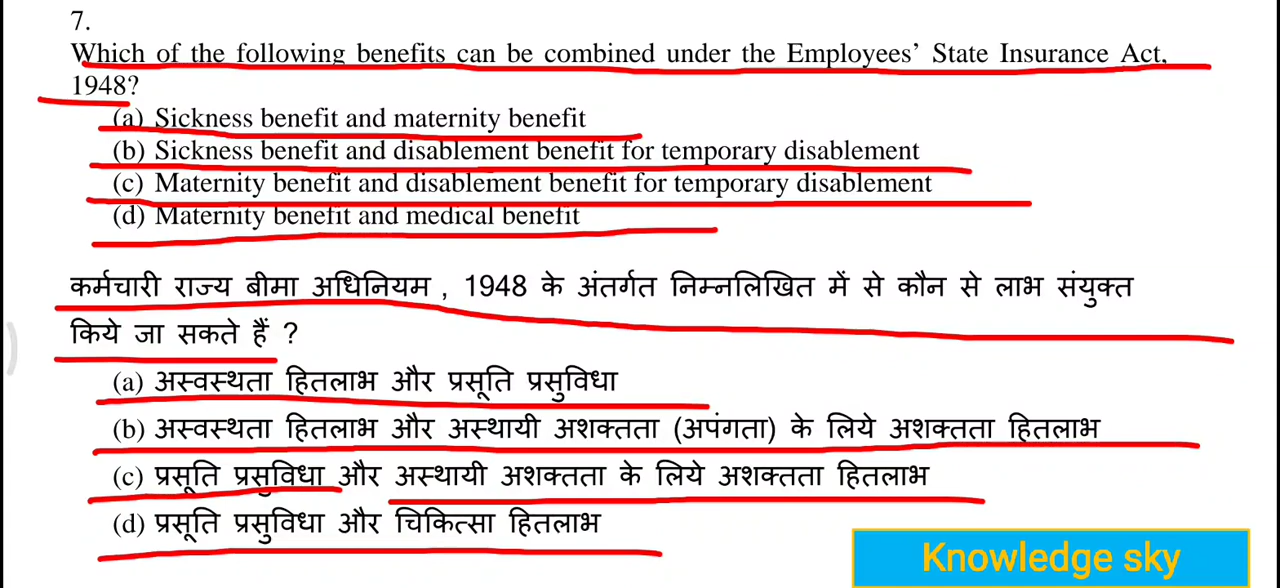 7.
Which of the following benefits can be combined under the Employees’ State Insurance Act,
1948?
(a) Sickness benefit and maternity benefit
(b) Sickness benefit and disablement benefit for temporary disablement
(c) Maternity benefit and disablement benefit for temporary disablement
(d) Maternity benefit and medical benefit
कर्मचारी राज्य बीमा अधिनियम , 1948 के अंतर्गत निम्नलिखित में से कौन से लाभ संयुक्त
किये जा सकते हैं ?
(a) अस्वस्थता हितलाभ और प्रसूति प्रसुविधा
(b) अस्वस्थता हितलाभ और अस्थायी अशक्तता (अपंगता) के लिये अशक्तता हितलाभ
(c) प्रसूति प्रसुविधा और अस्थायी अशक्तता के लिये अशक्तता हितलाभ
(d) प्रसूति प्रसुविधा और चिकित्सा हितलाभ
Knowledge sky